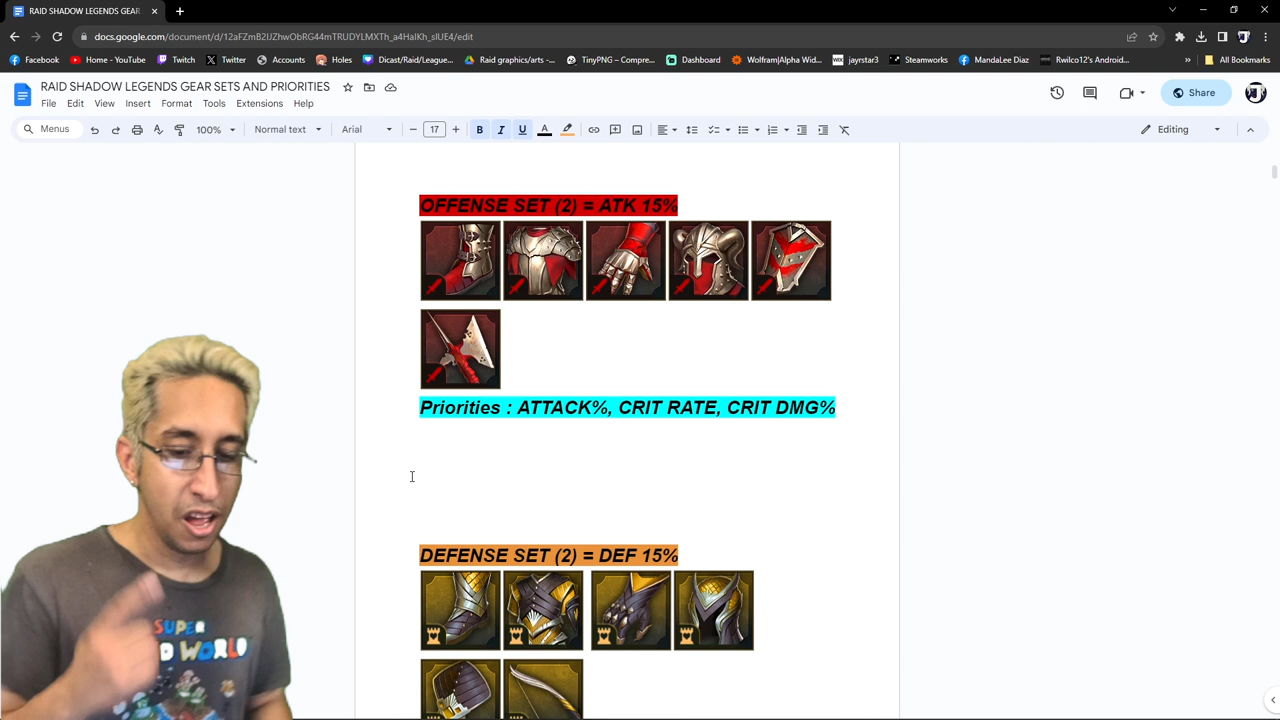 RAID SHADOW LEGENDS GEAR
docs.google.com/document/d/
Facebook
Home - YouTube
Twitch
Twitter
Accounts
Holes
Dicast/Raid/League...
Raid graphics/arts -...
TinyPNG – Compre...
Dashboard
Wolfram|Alpha Wid...
jayrstar3
Steamworks
MandaLee Diaz
Rwilco12's Android...
All Bookmarks
RAID SHADOW LEGENDS GEAR SETS AND PRIORITIES
File Edit View Insert Format Tools Extensions Help
Share
Menus 100% Normal text Arial 17 B I U A Editing
OFFENSE SET (2) = ATK 15%
Priorities : ATTACK%, CRIT RATE, CRIT DMG%
DEFENSE SET (2) = DEF 15%
SUPER
WORLD